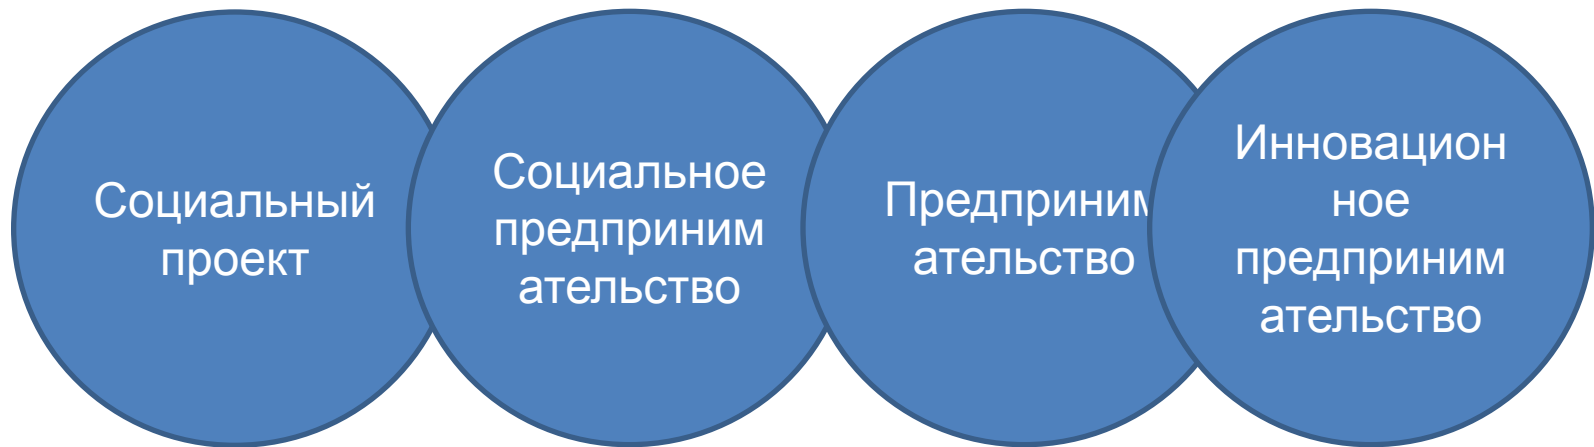 Социальный
проект
Социальное
предприним
ательство
Предприним
ательство
Инновацион
ное
предприним
ательство